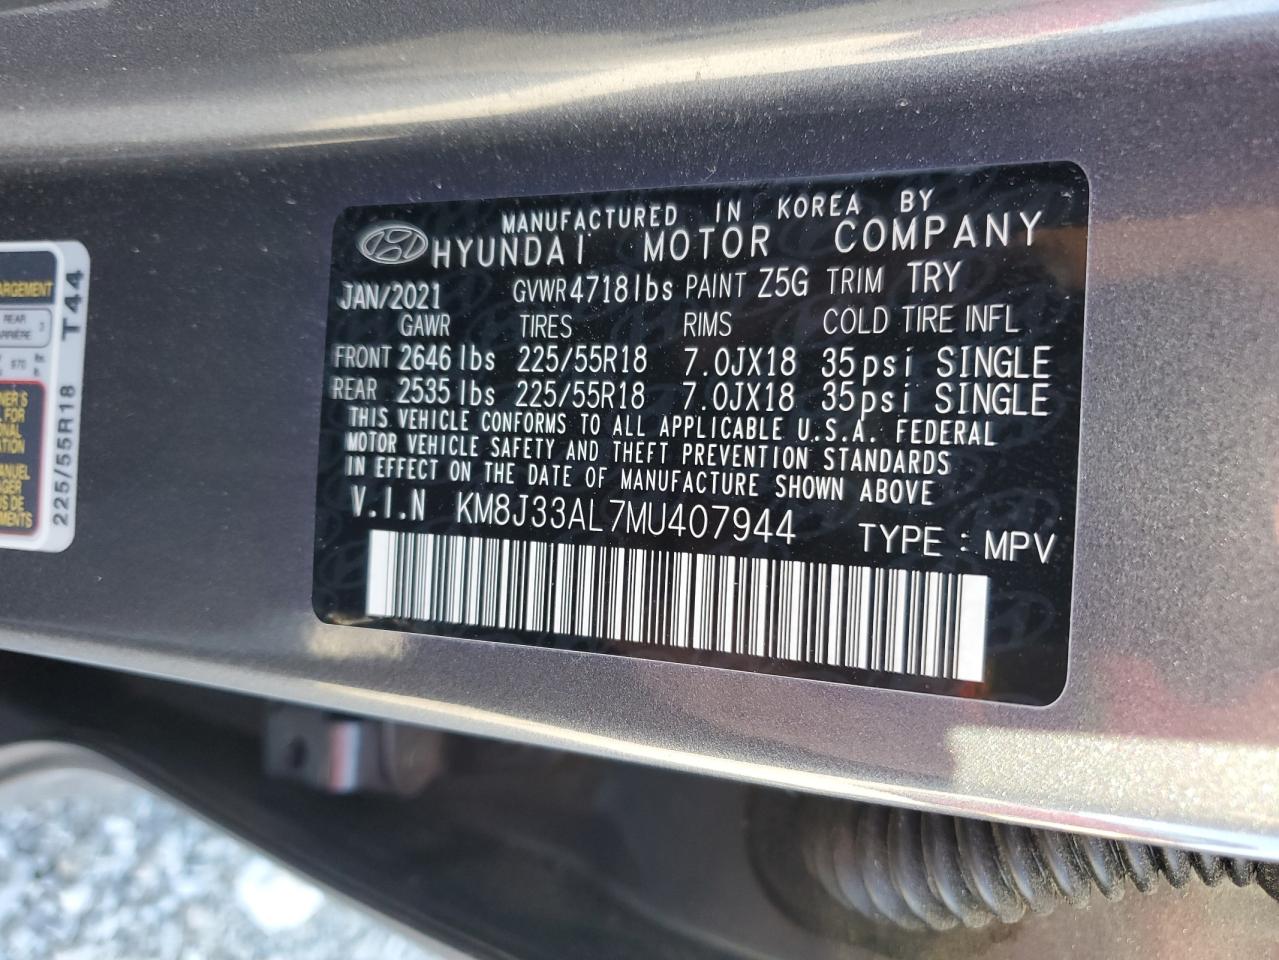 MANUFACTURED IN KOREA BY
HYUNDAI MOTOR COMPANY
JAN/2021 GVWR4718lbs PAINT Z5G TRIM TRY
GAWR TIRES RIMS COLD TIRE INFL
FRONT 2646 lbs 225/55R18 7.0JX18 35psi SINGLE
REAR 2535 lbs 225/55R18 7.0JX18 35psi SINGLE
THIS VEHICLE CONFORMS TO ALL APPLICABLE U.S.A. FEDERAL
MOTOR VEHICLE SAFETY AND THEFT PREVENTION STANDARDS
IN EFFECT ON THE DATE OF MANUFACTURE SHOWN ABOVE
V.I.N KM8J33AL7MU407944 TYPE : MPV
REAR 3
225/55R18 T44